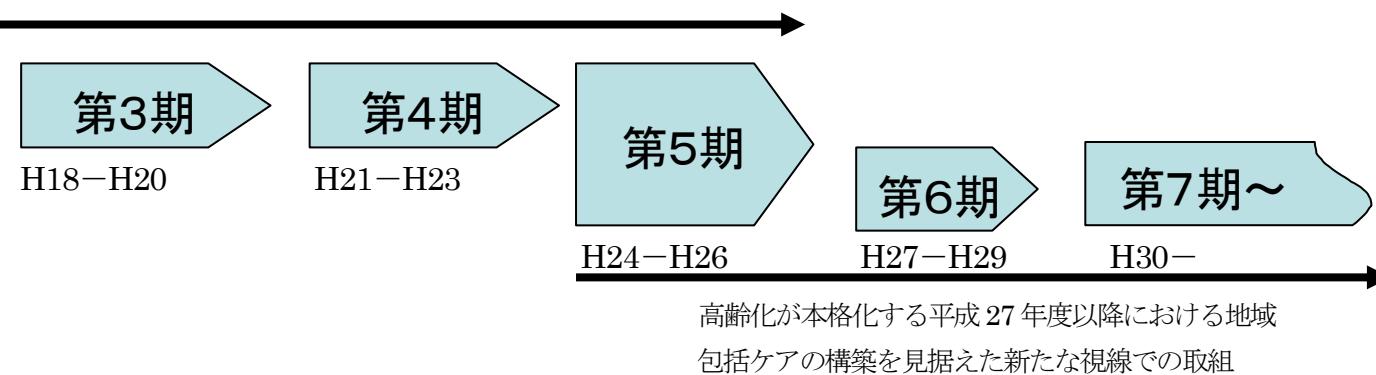 第3期
第4期
第5期
H18－H20
H21－H23
第6期
第7期～
H24－H26
H27－H29
H30－
高齢化が本格化する平成 27 年度以降における地域
包括ケアの構築を見据えた新たな視線での取組